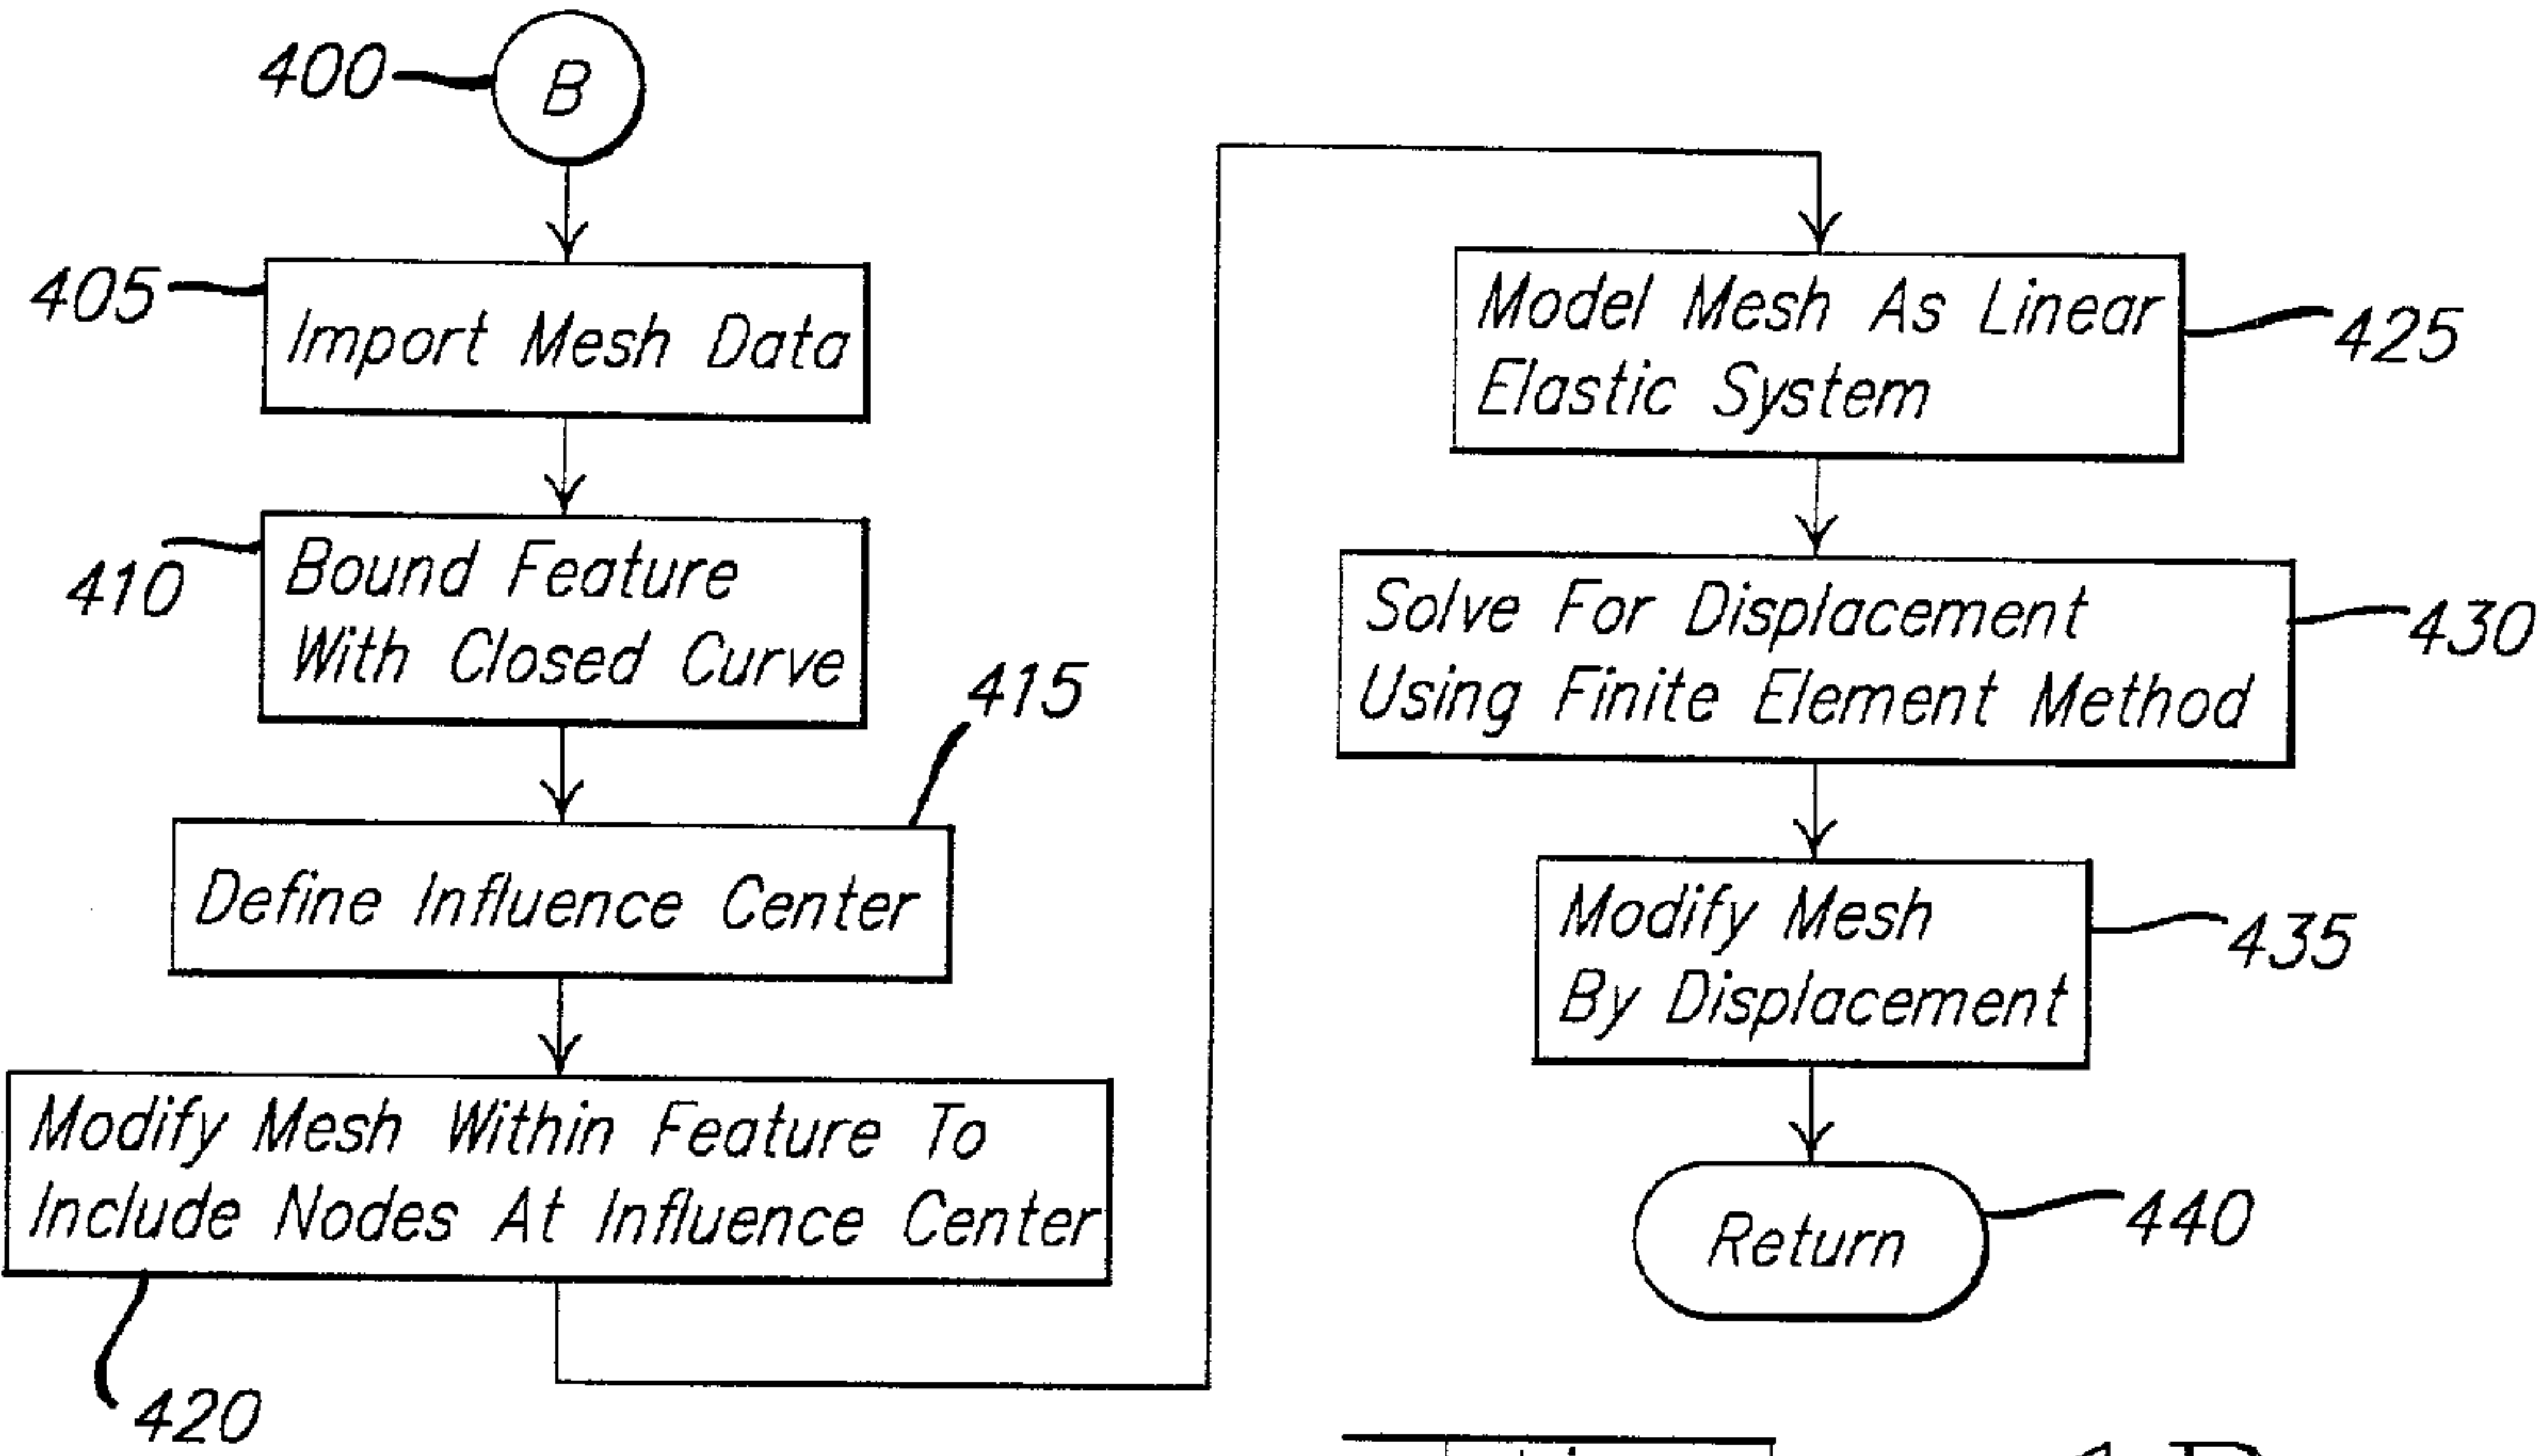 400
B
405
Import Mesh Data
410
Bound Feature
With Closed Curve
415
Define Influence Center
Modify Mesh Within Feature To
Include Nodes At Influence Center
420
Model Mesh As Linear
Elastic System
425
Solve For Displacement
Using Finite Element Method
430
Modify Mesh
By Displacement
435
Return
440